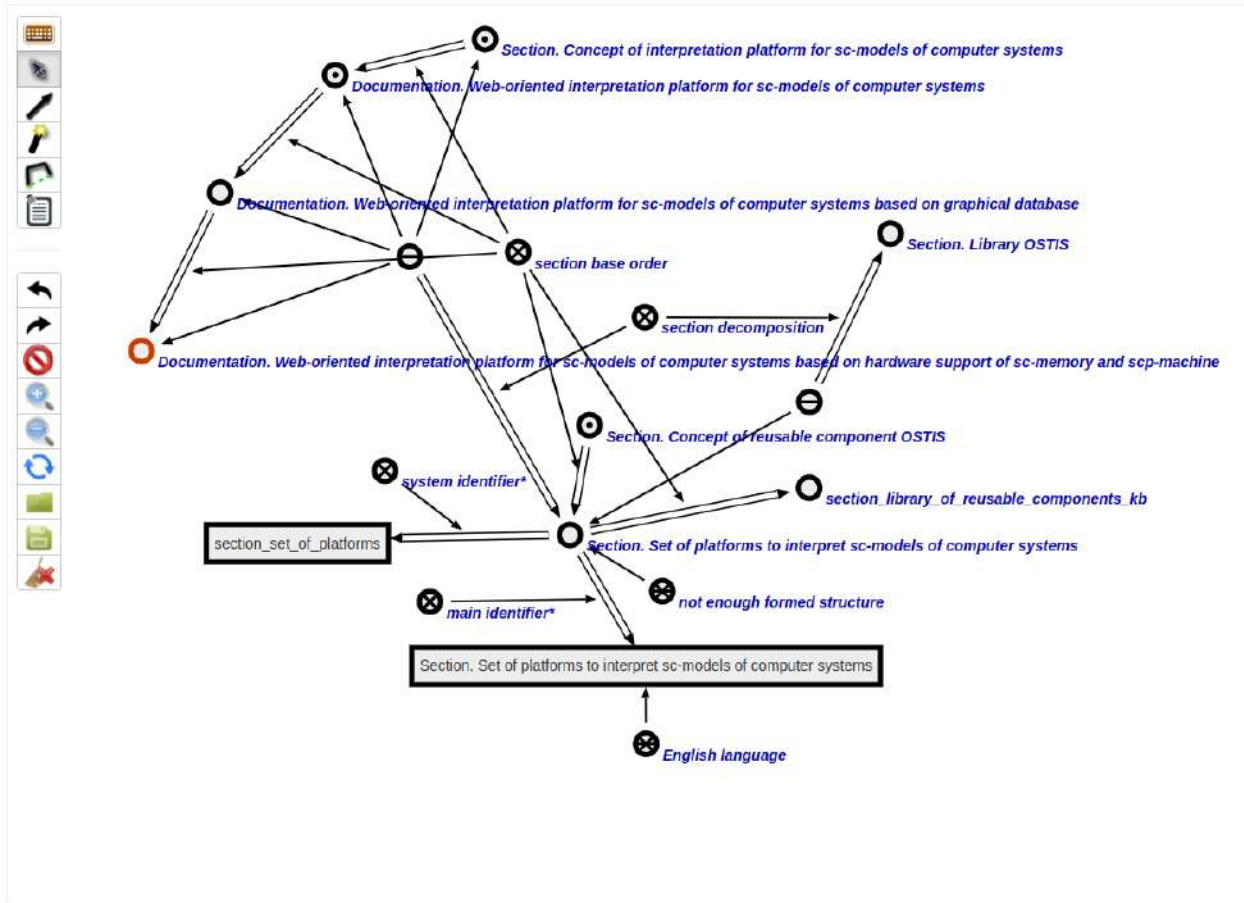 Section. Concept of interpretation platform for sc-models of computer systems
Documentation. Web-oriented interpretation platform for sc-models of computer systems
Documentation. Web-oriented interpretation platform for sc-models of computer systems based on graphical database
Section. Library OSTIS
section base order
section decomposition
Documentation. Web-oriented interpretation platform for sc-models of computer systems based on hardware support of sc-memory and scp-machine
Section. Concept of reusable component OSTIS
system identifier*
section_library_of_reusable_components_kb
section_set_of_platforms
Section. Set of platforms to interpret sc-models of computer systems
not enough formed structure
main identifier*
Section. Set of platforms to interpret sc-models of computer systems
English language